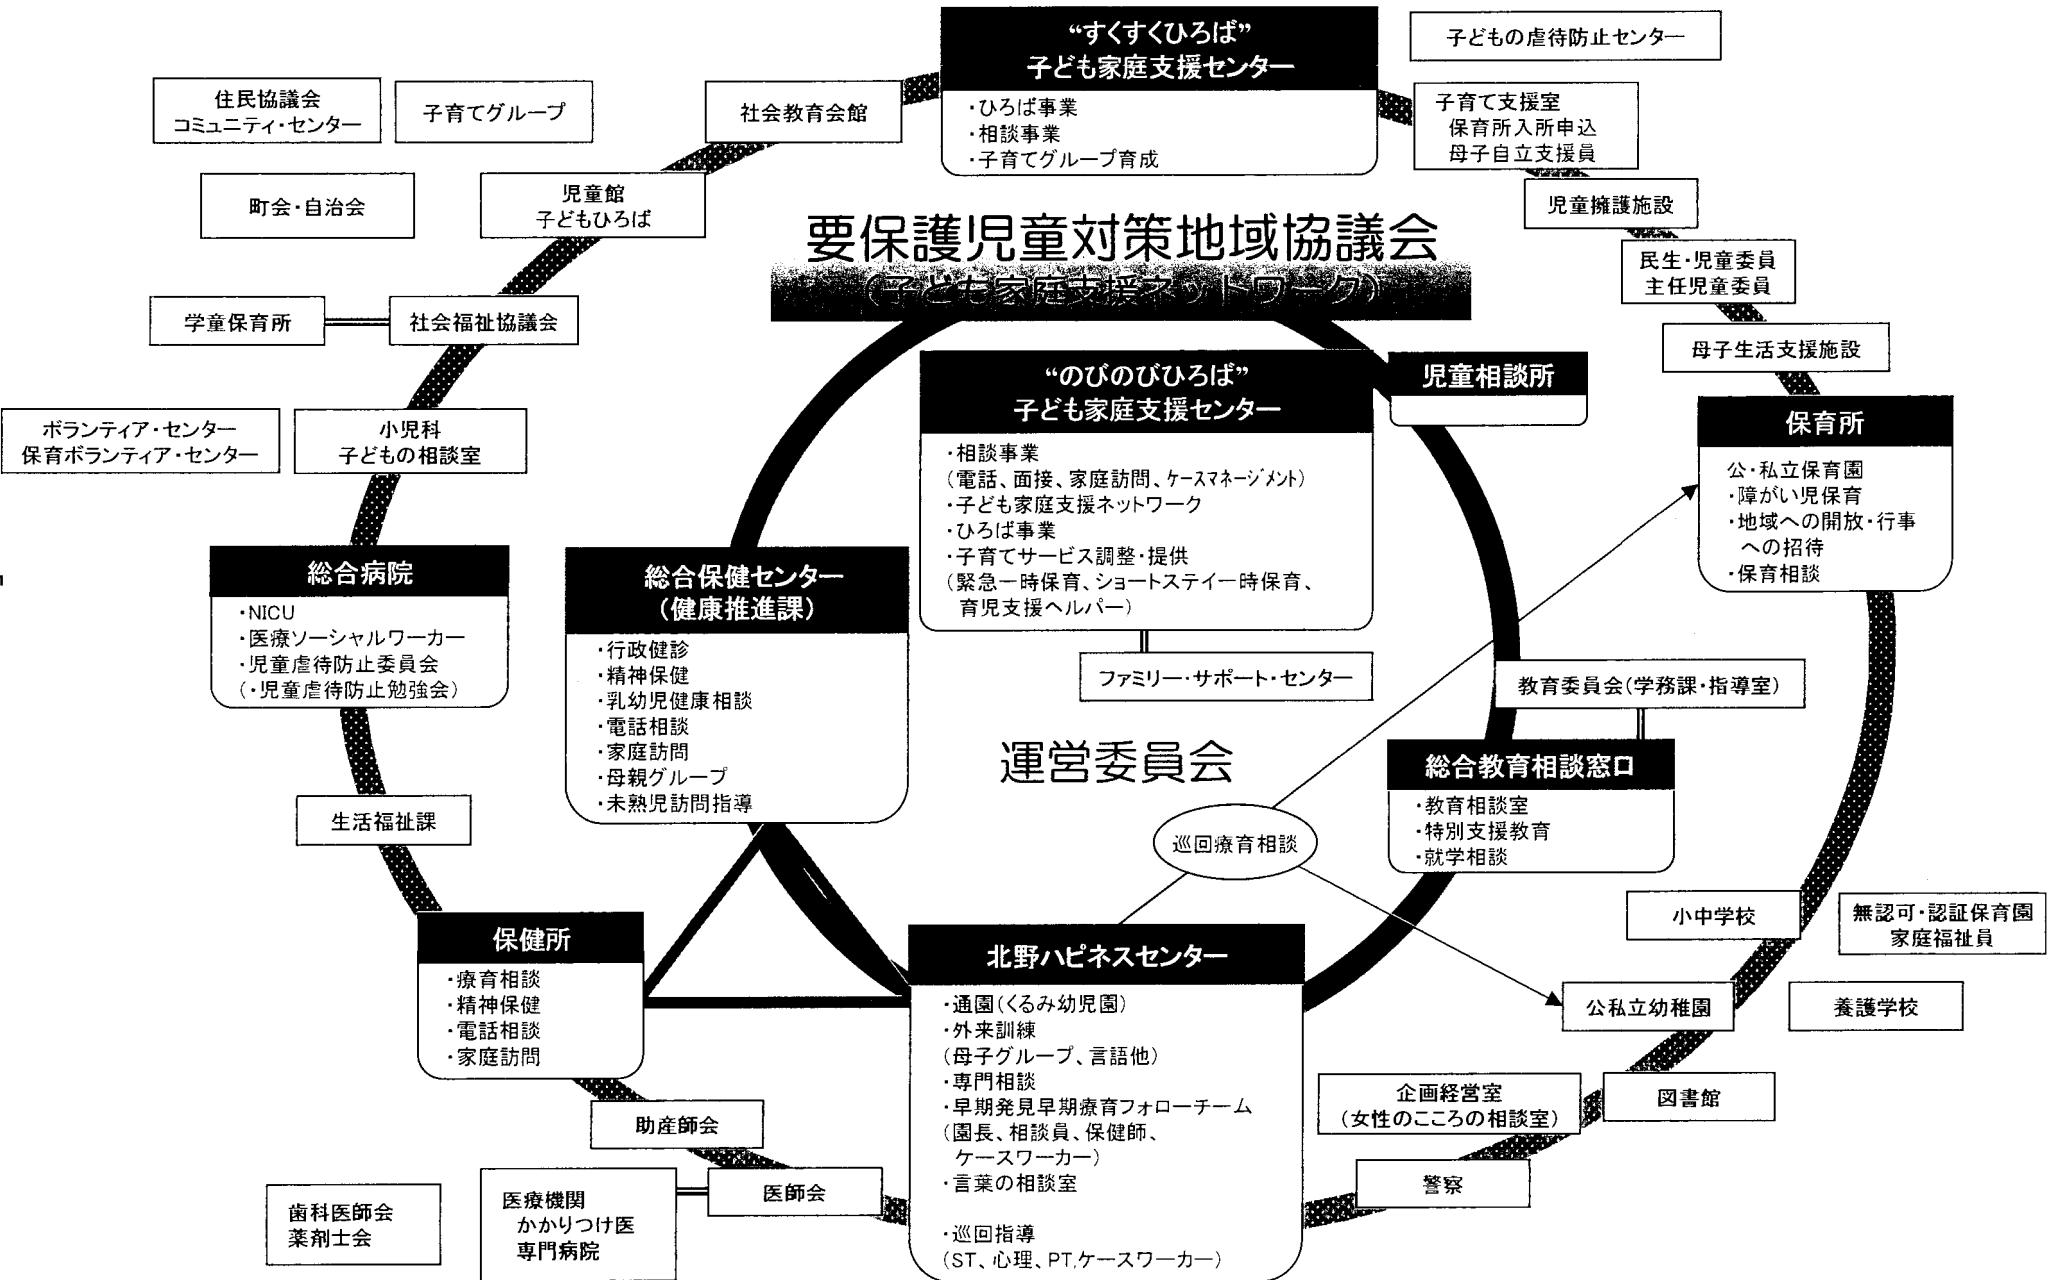 “すくすくひろば”
子ども家庭支援センター
・ひろば事業
・相談事業
・子育てグループ育成
子どもの虐待防止センター
住民協議会
コミュニティ・センター
子育てグループ
社会教育会館
子育て支援室
保育所入所申込
母子自立支援員
町会・自治会
児童館
子どもひろば
児童擁護施設
要保護児童対策地域協議会
(子ども家庭支援ネットワーク)
民生・児童委員
主任児童委員
学童保育所
社会福祉協議会
母子生活支援施設
“のびのびひろば”
子ども家庭支援センター
・相談事業
(電話、面接、家庭訪問、ケースマネージメント)
・子ども家庭支援ネットワーク
・ひろば事業
・子育てサービス調整・提供
(緊急一時保育、ショートステイ一時保育、
育児支援ヘルパー)
児童相談所
ボランティア・センター
保育ボランティア・センター
小児科
子どもの相談室
保育所
公・私立保育園
・障がい児保育
・地域への開放・行事
への招待
・保育相談
総合病院
・NICU
・医療ソーシャルワーカー
・児童虐待防止委員会
(・児童虐待防止勉強会)
総合保健センター
(健康推進課)
・行政健診
・精神保健
・乳幼児健康相談
・電話相談
・家庭訪問
・母親グループ
・未熟児訪問指導
ファミリー・サポート・センター
教育委員会(学務課・指導室)
運営委員会
総合教育相談窓口
・教育相談室
・特別支援教育
・就学相談
生活福祉課
巡回療育相談
保健所
・療育相談
・精神保健
・電話相談
・家庭訪問
北野ハピネスセンター
・通園(くるみ幼児園)
・外来訓練
(母子グループ、言語他)
・専門相談
・早期発見早期療育フォローチーム
(園長、相談員、保健師、
ケースワーカー)
・言葉の相談室
・巡回指導
(ST、心理、PT,ケースワーカー)
小中学校
無認可・認証保育園
家庭福祉員
公私立幼稚園
養護学校
企画経営室
(女性のこころの相談室)
図書館
助産師会
警察
医師会
医療機関
かかりつけ医
専門病院
歯科医師会
薬剤士会